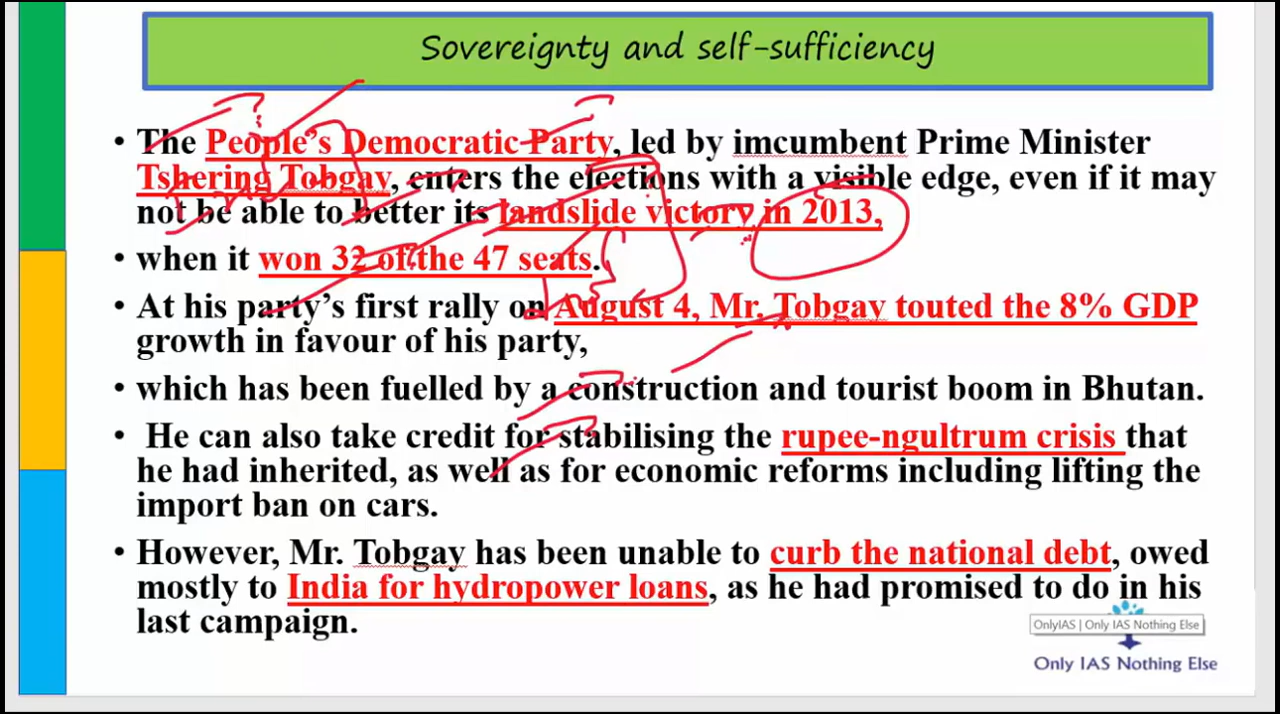 Sovereignty and self-sufficiency
• The People's Democratic Party, led by imcumbent Prime Minister
Tshering Tobgay, enters the elections with a visible edge, even if it may
not be able to better its landslide victory in 2013,
• when it won 32 of the 47 seats.
• At his party's first rally on August 4, Mr. Tobgay touted the 8% GDP
growth in favour of his party,
• which has been fuelled by a construction and tourist boom in Bhutan.
• He can also take credit for stabilising the rupee-ngultrum crisis that
he had inherited, as well as for economic reforms including lifting the
import ban on cars.
• However, Mr. Tobgay has been unable to curb the national debt, owed
mostly to India for hydropower loans, as he had promised to do in his
last campaign.
OnlyIAS | Only IAS Nothing Else
Only IAS Nothing Else